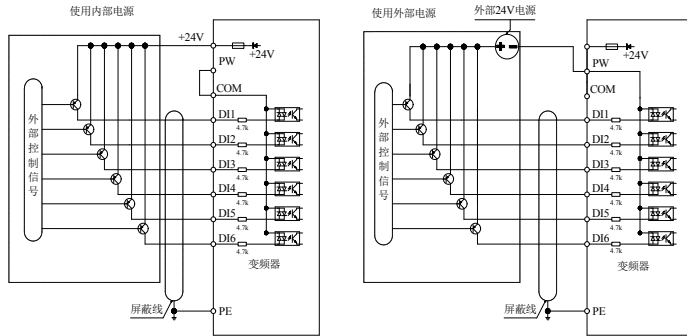 使用内部电源
+24V
+24V
PW
COM
外部控制信号
DI1
4.7k
DI2
4.7k
DI3
4.7k
DI4
4.7k
DI5
4.7k
DI6
4.7k
变频器
屏蔽线
PE
使用外部电源
外部24V电源
+24V
PW
COM
外部控制信号
DI1
4.7k
DI2
4.7k
DI3
4.7k
DI4
4.7k
DI5
4.7k
DI6
4.7k
变频器
屏蔽线
PE